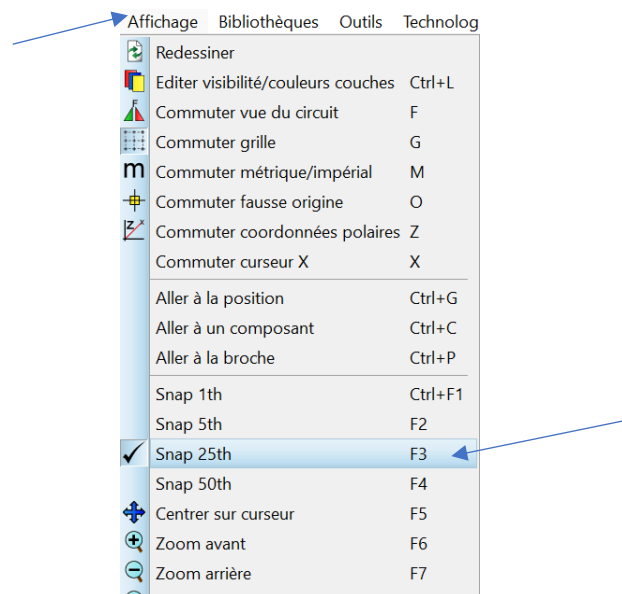 Affichage Bibliothèques Outils Technolog
Redessiner
Editer visibilité/couleurs couches Ctrl+L
Commuter vue du circuit F
Commuter grille G
m Commuter métrique/impérial M
Commuter fausse origine O
Commuter coordonnées polaires Z
Commuter curseur X X
Aller à la position Ctrl+G
Aller à un composant Ctrl+C
Aller à la broche Ctrl+P
Snap 1th Ctrl+F1
Snap 5th F2
Snap 25th F3
Snap 50th F4
Centrer sur curseur F5
Zoom avant F6
Zoom arrière F7